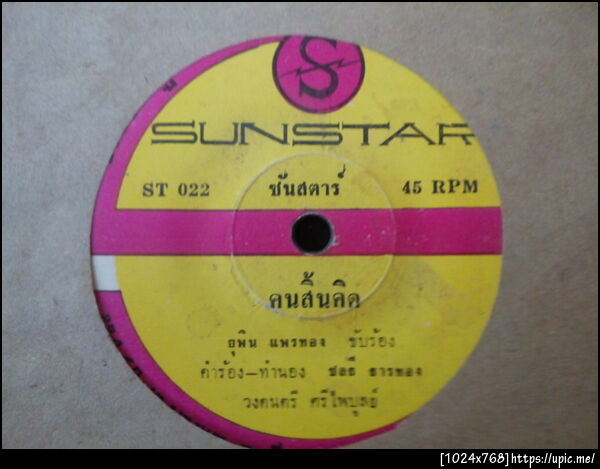 S
SUNSTAR
ST 022 ซันสตาร์ 45 RPM
คนสิ้นคิด
ยุพิน แพรทอง ขับร้อง
คำร้อง-ทำนอง ชลธี ธารทอง
วงดนตรี ศรีไพบูลย์
[1024x768]https://upic.me/